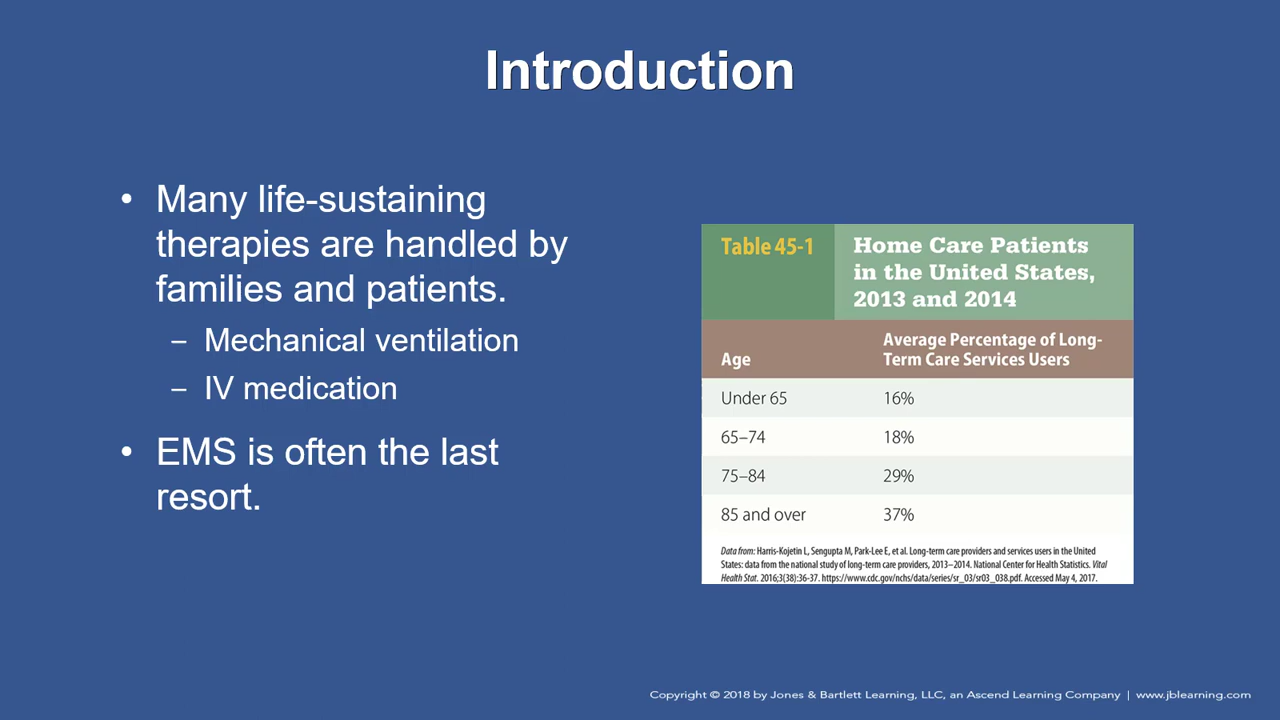 Introduction
• Many life-sustaining
therapies are handled by
families and patients.
– Mechanical ventilation
– IV medication
• EMS is often the last
resort.
Table 45-1
Home Care Patients
in the United States,
2013 and 2014
Age
Average Percentage of Long-
Term Care Services Users
Under 65 16%
65–74 18%
75–84 29%
85 and over 37%
Data from: Harris-Kojetin L, Sengupta M, Park-Lee E, et al. Long-term care providers and services users in the United
States: data from the national study of long-term care providers, 2013–2014. National Center for Health Statistics. Vital
Health Stat. 2016;3(38):36-37. https://www.cdc.gov/nchs/data/series/sr_03/sr03_038.pdf. Accessed May 4, 2017.
Copyright © 2018 by Jones & Bartlett Learning, LLC, an Ascend Learning Company | www.jblearning.com